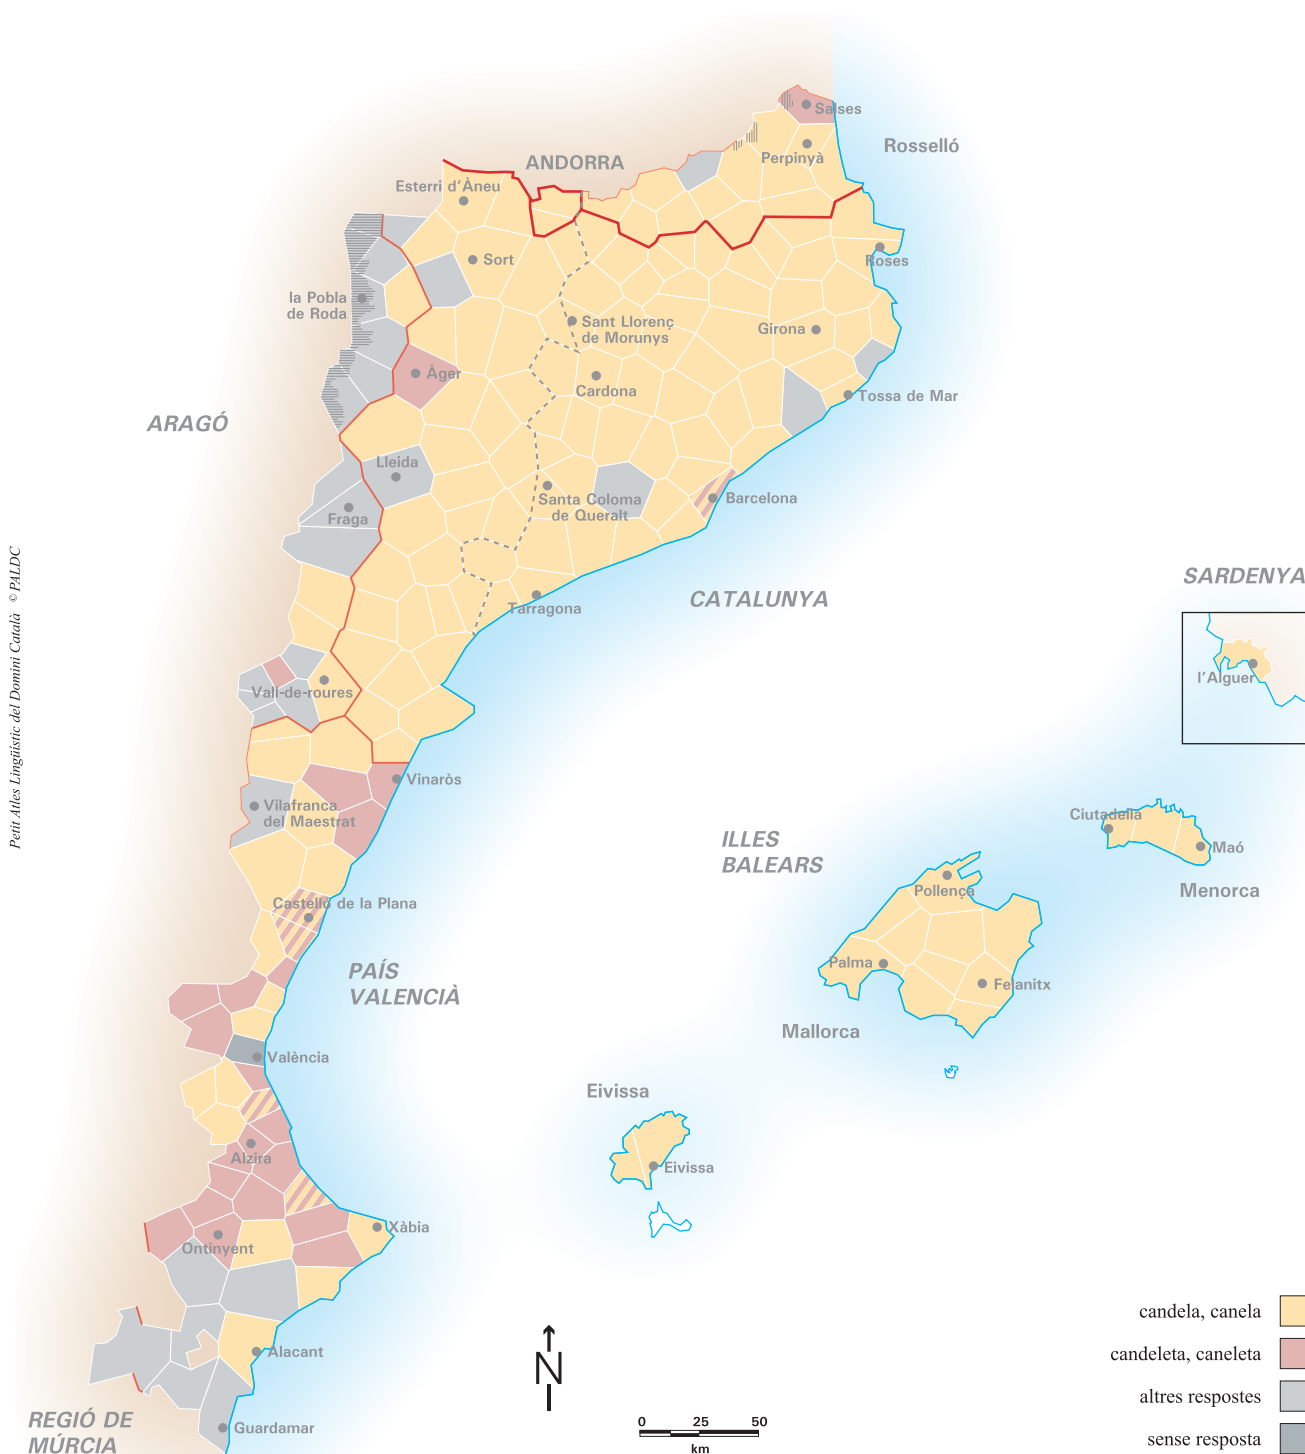 Salses
Rosselló
ANDORRA
Perpinyà
Esterri d'Àneu
Sort
Roses
la Pobla
de Roda
Sant Llorenç
de Morunys
Girona
Àger
Cardona
Tossa de Mar
ARAGÓ
Lleida
Santa Coloma
de Queralt
Barcelona
Fraga
Petit Atles Lingüístic del Domini Català © PALDC
SARDENYA
CATALUNYA
Tarragona
l'Alguer
Vall-de-roures
Vinaròs
Vilafranca
del Maestrat
Ciutadella
Maó
ILLES
BALEARS
Pollença
Menorca
Castelló de la Plana
Palma
Felanitx
PAÍS
VALENCIÀ
Mallorca
València
Eivissa
Alzira
Eivissa
Xàbia
Ontinyent
candela, canela
Alacant
candeleta, caneleta
N
altres respostes
Guardamar
0 25 50
km
sense resposta
REGIÓ DE
MÚRCIA